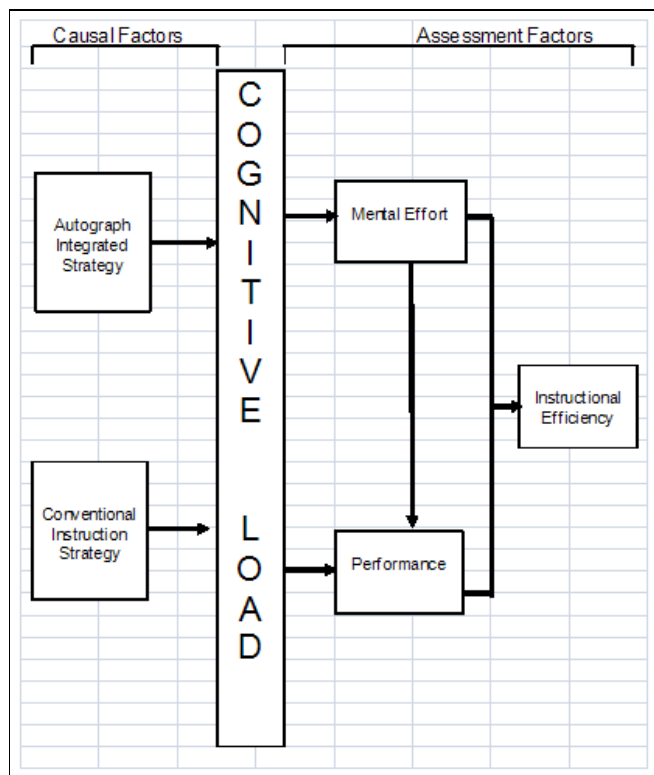 Causal Factors
Assessment Factors
C
O
G
N
I
T
I
V
E
L
O
A
D
Autograph
Integrated
Strategy
Conventional
Instruction
Strategy
Mental Effort
Performance
Instructional
Efficiency